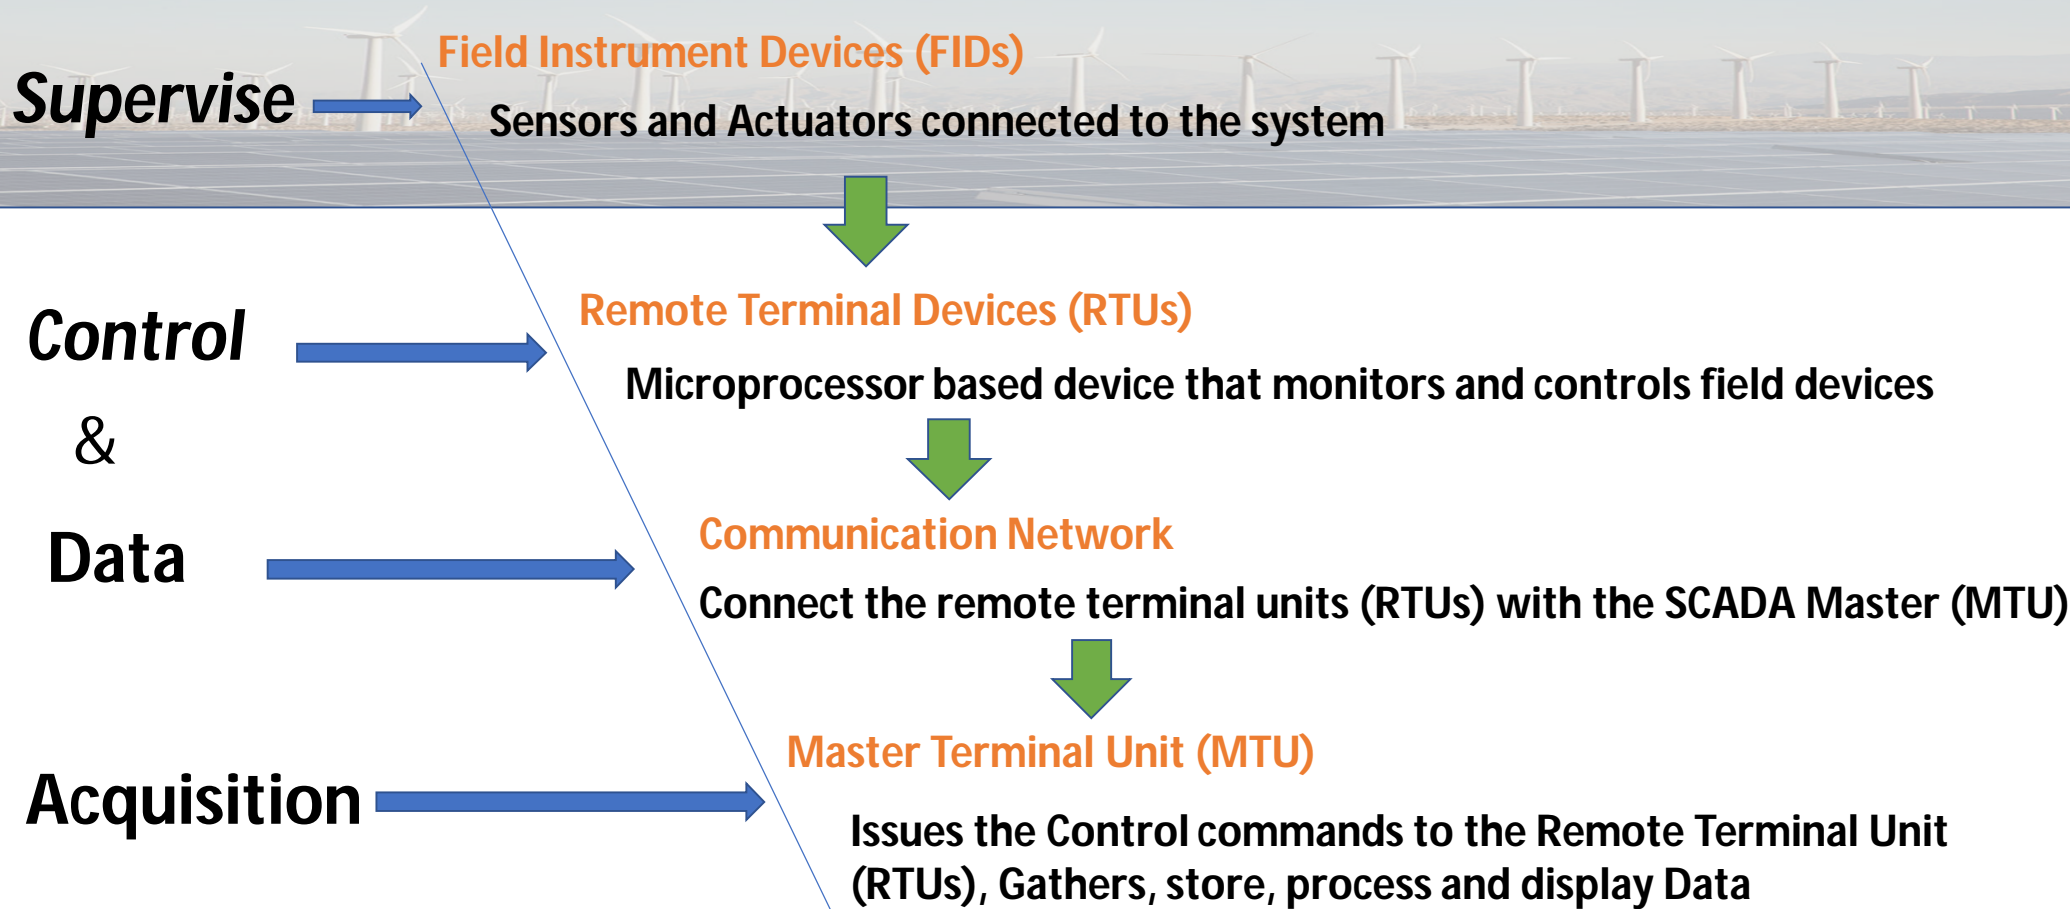 Supervise
Field Instrument Devices (FIDs)
Sensors and Actuators connected to the system
Control
&
Remote Terminal Devices (RTUs)
Microprocessor based device that monitors and controls field devices
Data
Communication Network
Connect the remote terminal units (RTUs) with the SCADA Master (MTU)
Acquisition
Master Terminal Unit (MTU)
Issues the Control commands to the Remote Terminal Unit
(RTUs), Gathers, store, process and display Data